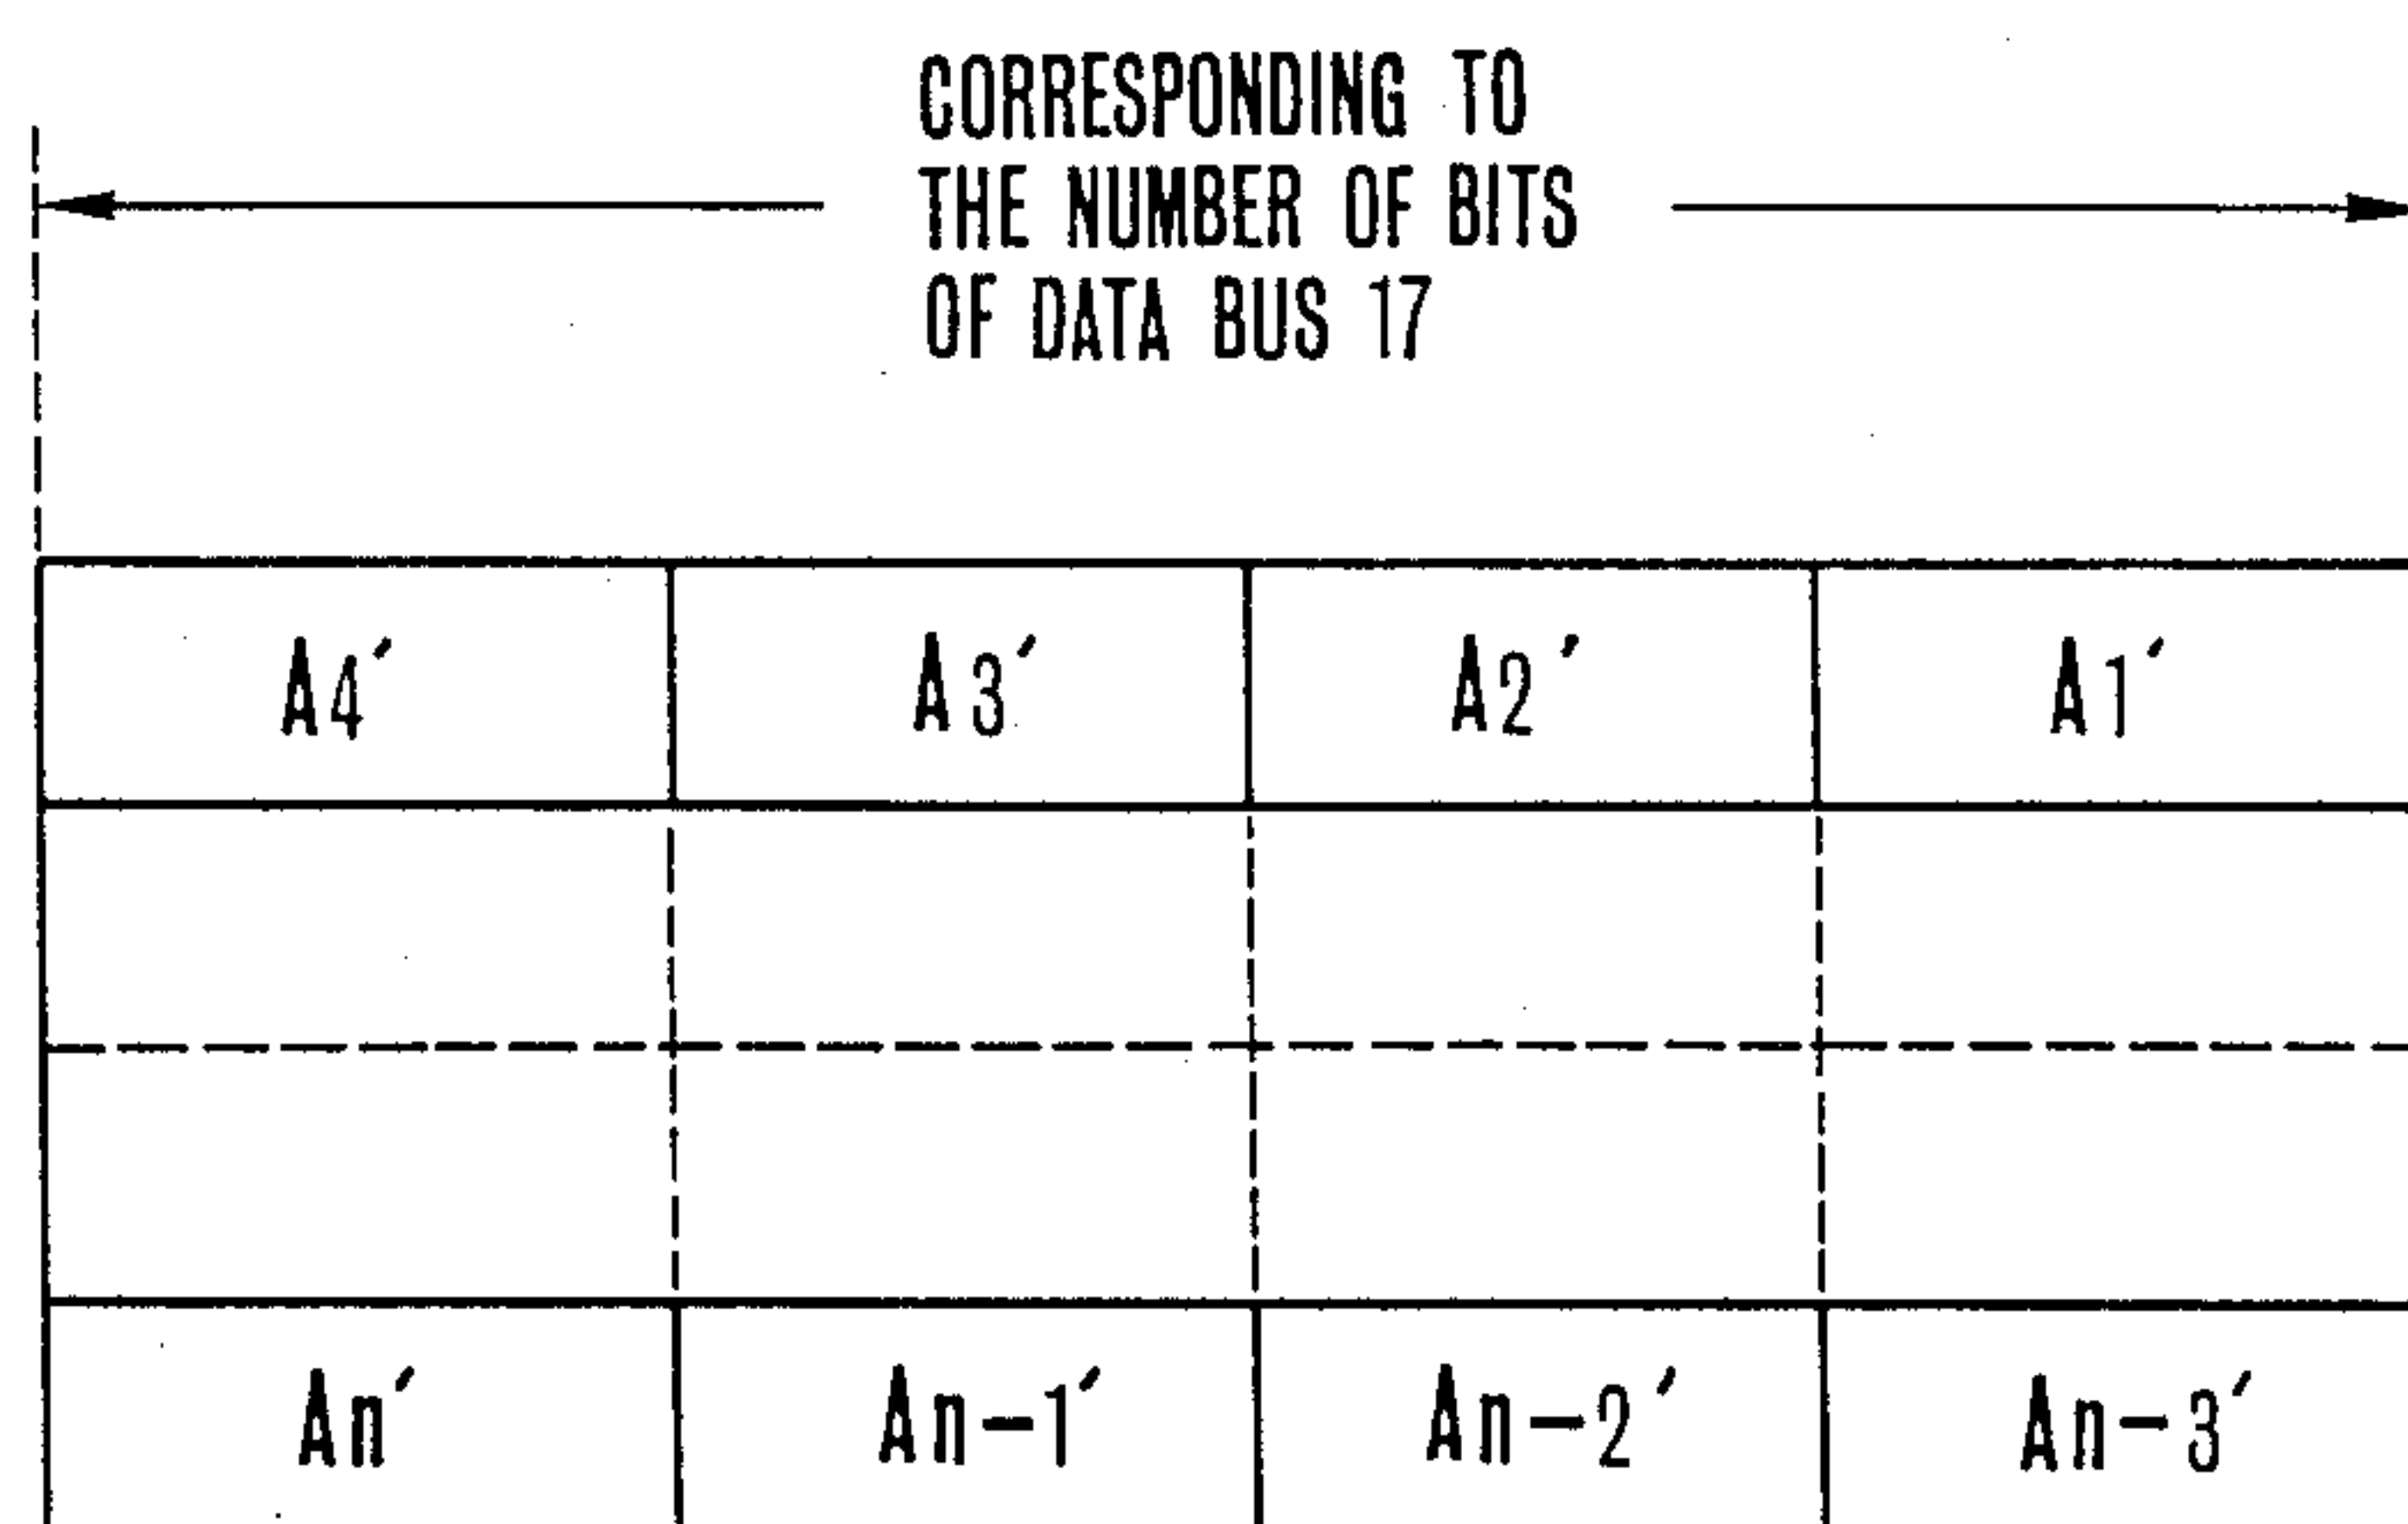 CORRESPONDING TO
THE NUMBER OF BITS
OF DATA BUS 17
A4′ A3′ A2′ A1′
An′ An-1′ An-2′ An-3′